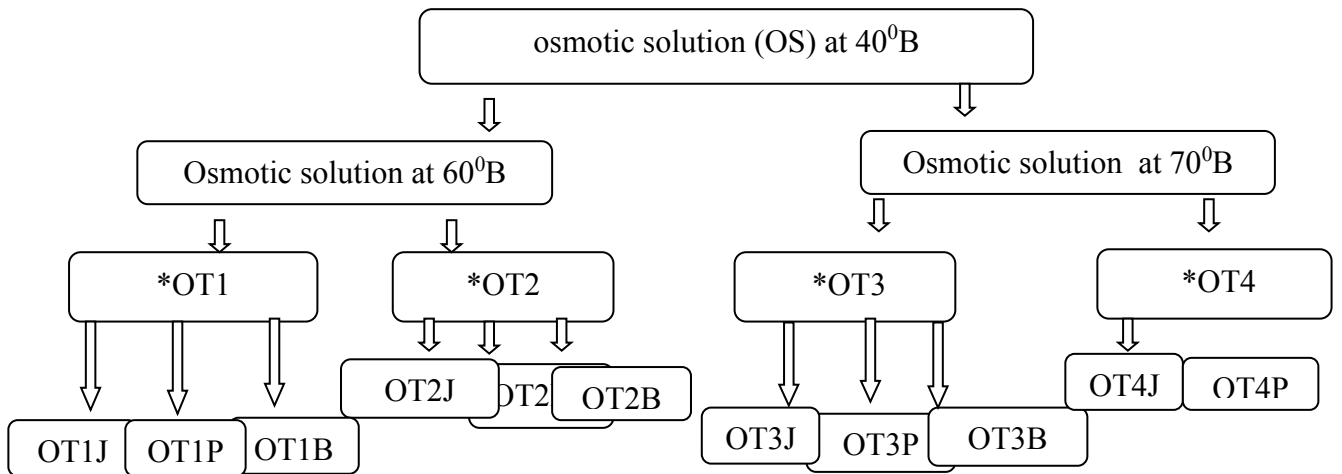 osmotic solution (OS) at 40⁰B
Osmotic solution at 60⁰B
Osmotic solution at 70⁰B
*OT1
*OT2
*OT3
*OT4
OT1J
OT1P
OT1B
OT2J
OT2B
OT3J
OT3P
OT3B
OT4J
OT4P